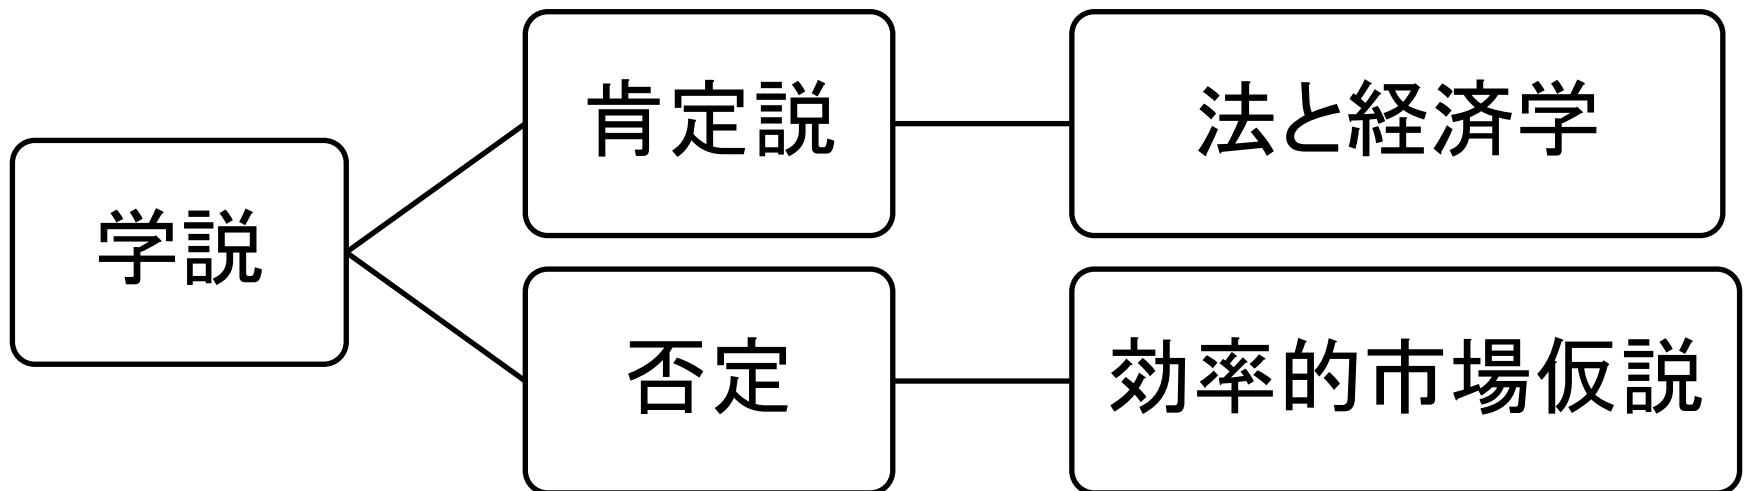 学説
肯定説
法と経済学
否定
効率的市場仮説